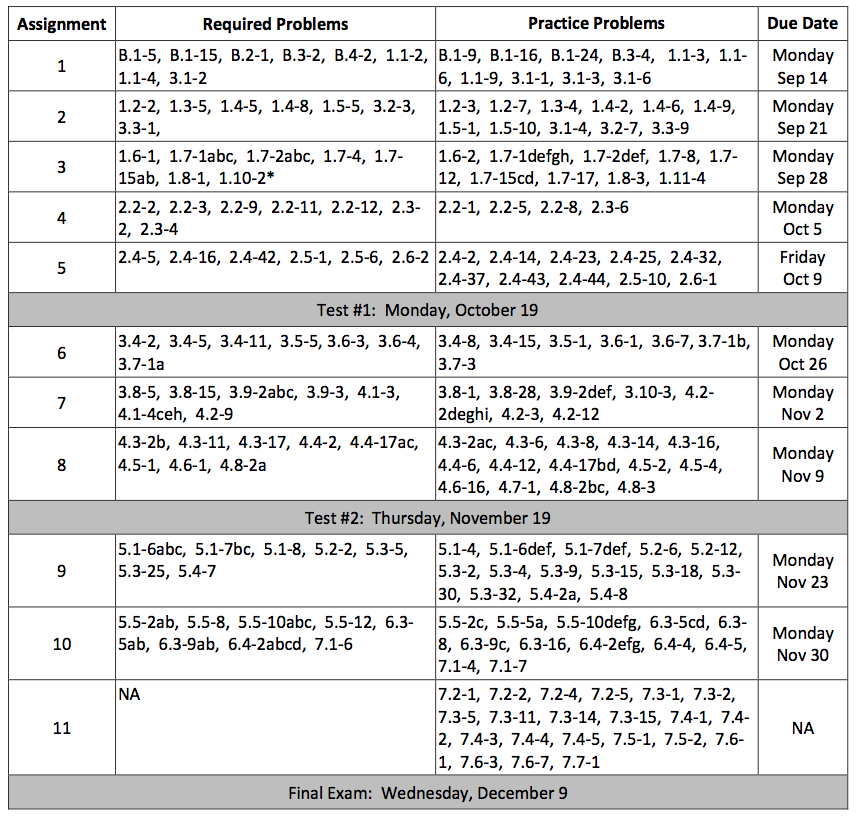 Assignment Required Problems Practice Problems Due Date
1
B.1-5, B.1-15, B.2-1, B.3-2, B.4-2, 1.1-2,
1.1-4, 3.1-2
B.1-9, B.1-16, B.1-24, B.3-4, 1.1-3, 1.1-
6, 1.1-9, 3.1-1, 3.1-3, 3.1-6
Monday
Sep 14
2
1.2-2, 1.3-5, 1.4-5, 1.4-8, 1.5-5, 3.2-3,
3.3-1,
1.2-3, 1.2-7, 1.3-4, 1.4-2, 1.4-6, 1.4-9,
1.5-1, 1.5-10, 3.1-4, 3.2-7, 3.3-9
Monday
Sep 21
3
1.6-1, 1.7-1abc, 1.7-2abc, 1.7-4, 1.7-
15ab, 1.8-1, 1.10-2*
1.6-2, 1.7-1defgh, 1.7-2def, 1.7-8, 1.7-
12, 1.7-15cd, 1.7-17, 1.8-3, 1.11-4
Monday
Sep 28
4
2.2-2, 2.2-3, 2.2-9, 2.2-11, 2.2-12, 2.3-
2, 2.3-4
2.2-1, 2.2-5, 2.2-8, 2.3-6
Monday
Oct 5
5
2.4-5, 2.4-16, 2.4-42, 2.5-1, 2.5-6, 2.6-2
2.4-2, 2.4-14, 2.4-23, 2.4-25, 2.4-32,
2.4-37, 2.4-43, 2.4-44, 2.5-10, 2.6-1
Friday
Oct 9
Test #1: Monday, October 19
6
3.4-2, 3.4-5, 3.4-11, 3.5-5, 3.6-3, 3.6-4,
3.7-1a
3.4-8, 3.4-15, 3.5-1, 3.6-1, 3.6-7, 3.7-1b,
3.7-3
Monday
Oct 26
7
3.8-5, 3.8-15, 3.9-2abc, 3.9-3, 4.1-3,
4.1-4ceh, 4.2-9
3.8-1, 3.8-28, 3.9-2def, 3.10-3, 4.2-
2deghi, 4.2-3, 4.2-12
Monday
Nov 2
8
4.3-2b, 4.3-11, 4.3-17, 4.4-2, 4.4-17ac,
4.5-1, 4.6-1, 4.8-2a
4.3-2ac, 4.3-6, 4.3-8, 4.3-14, 4.3-16,
4.4-6, 4.4-12, 4.4-17bd, 4.5-2, 4.5-4,
4.6-16, 4.7-1, 4.8-2bc, 4.8-3
Monday
Nov 9
Test #2: Thursday, November 19
9
5.1-6abc, 5.1-7bc, 5.1-8, 5.2-2, 5.3-5,
5.3-25, 5.4-7
5.1-4, 5.1-6def, 5.1-7def, 5.2-6, 5.2-12,
5.3-2, 5.3-4, 5.3-9, 5.3-15, 5.3-18, 5.3-
30, 5.3-32, 5.4-2a, 5.4-8
Monday
Nov 23
10
5.5-2ab, 5.5-8, 5.5-10abc, 5.5-12, 6.3-
5ab, 6.3-9ab, 6.4-2abcd, 7.1-6
5.5-2c, 5.5-5a, 5.5-10defg, 6.3-5cd, 6.3-
8, 6.3-9c, 6.3-16, 6.4-2efg, 6.4-4, 6.4-5,
7.1-4, 7.1-7
Monday
Nov 30
11
NA
7.2-1, 7.2-2, 7.2-4, 7.2-5, 7.3-1, 7.3-2,
7.3-5, 7.3-11, 7.3-14, 7.3-15, 7.4-1, 7.4-
2, 7.4-3, 7.4-4, 7.4-5, 7.5-1, 7.5-2, 7.6-
1, 7.6-3, 7.6-7, 7.7-1
NA
Final Exam: Wednesday, December 9